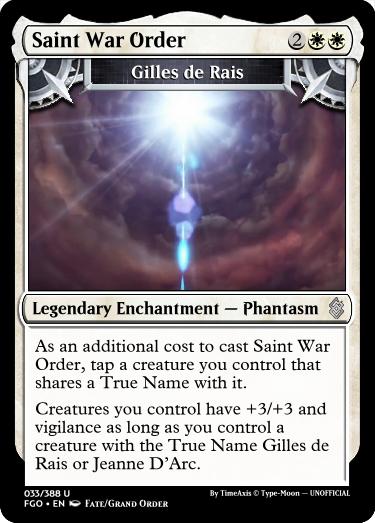 Saint War Order 2
Gilles de Rais
Legendary Enchantment — Phantasm
As an additional cost to cast Saint War
Order, tap a creature you control that
shares a True Name with it.
Creatures you control have +3/+3 and
vigilance as long as you control a
creature with the True Name Gilles
de Rais or Jeanne D'Arc.
033/388 U
FGO • EN Fate/Grand Order
By TimeAxis © Type-Moon — UNOFFICIAL